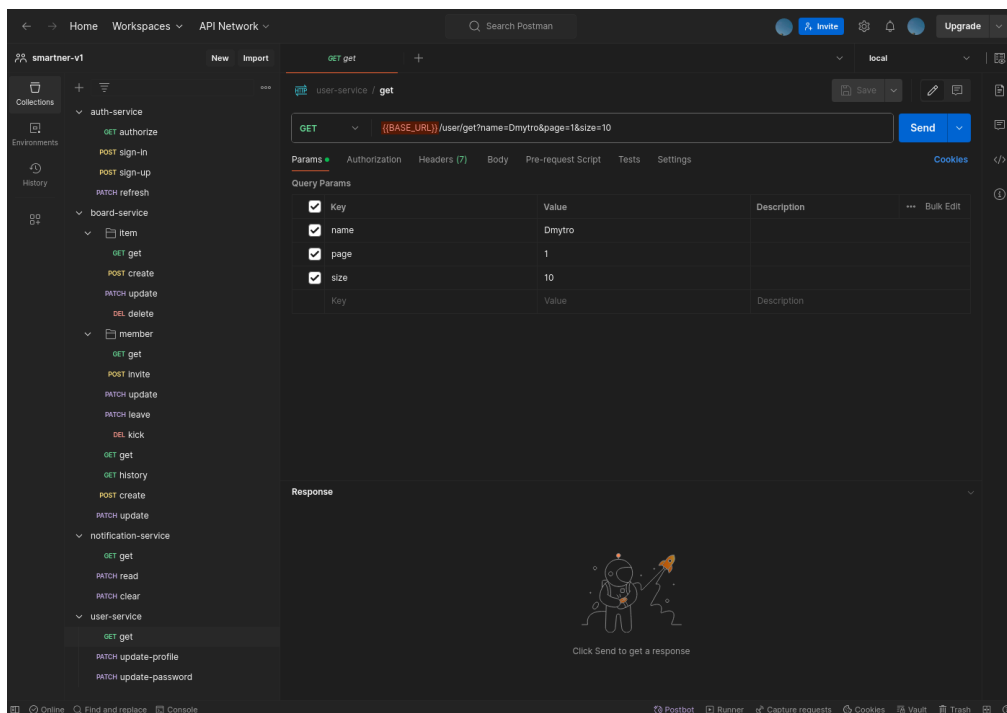 Home Workspaces API Network Search Postman Invite Upgrade
smartner-v1 New Import GET get local
Collections
Environments
History
auth-service
GET authorize
POST sign-in
POST sign-up
PATCH refresh
board-service
item
GET get
POST create
PATCH update
DEL delete
member
GET get
POST invite
PATCH update
PATCH leave
DEL kick
GET get
GET history
POST create
PATCH update
notification-service
GET get
PATCH read
PATCH clear
user-service
GET get
PATCH update-profile
PATCH update-password
HTTP user-service / get Save
GET {{BASE_URL}}/user/get?name=Dmytro&page=1&size=10 Send
Params Authorization Headers (7) Body Pre-request Script Tests Settings Cookies
Query Params
Key Value Description Bulk Edit
name Dmytro
page 1
size 10
Key Value Description
Response
Click Send to get a response
Online Find and replace Console Postbot Runner Capture requests Cookies Vault Trash